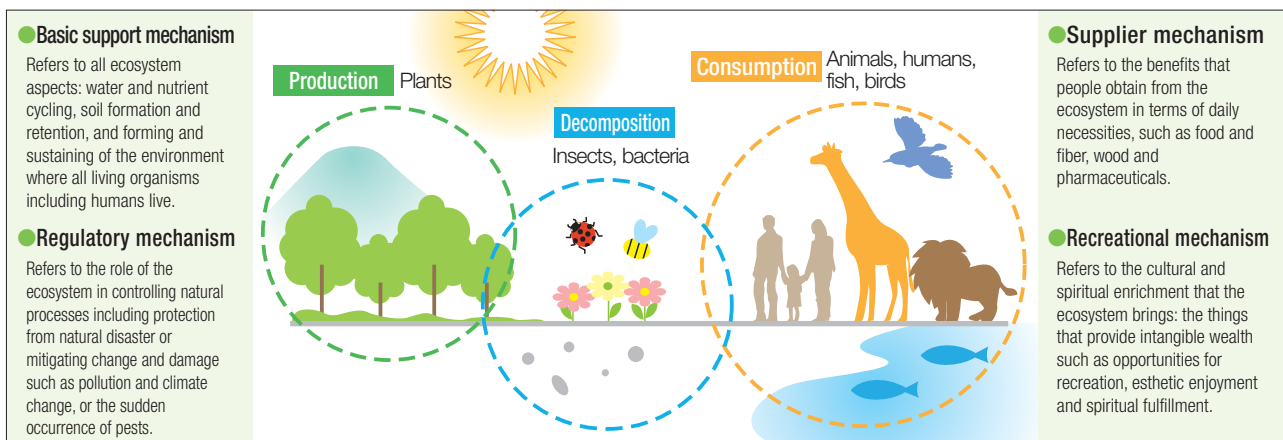 Basic support mechanism
Refers to all ecosystem
aspects: water and nutrient
cycling, soil formation and
retention, and forming and
sustaining of the environment
where all living organisms
including humans live.
Regulatory mechanism
Refers to the role of the
ecosystem in controlling natural
processes including protection
from natural disaster or
mitigating change and damage
such as pollution and climate
change, or the sudden
occurrence of pests.
Production Plants
Decomposition
Insects, bacteria
Consumption Animals, humans,
fish, birds
Supplier mechanism
Refers to the benefits that
people obtain from the
ecosystem in terms of daily
necessities, such as food and
fiber, wood and
pharmaceuticals.
Recreational mechanism
Refers to the cultural and
spiritual enrichment that the
ecosystem brings: the things
that provide intangible wealth
such as opportunities for
recreation, esthetic enjoyment
and spiritual fulfillment.